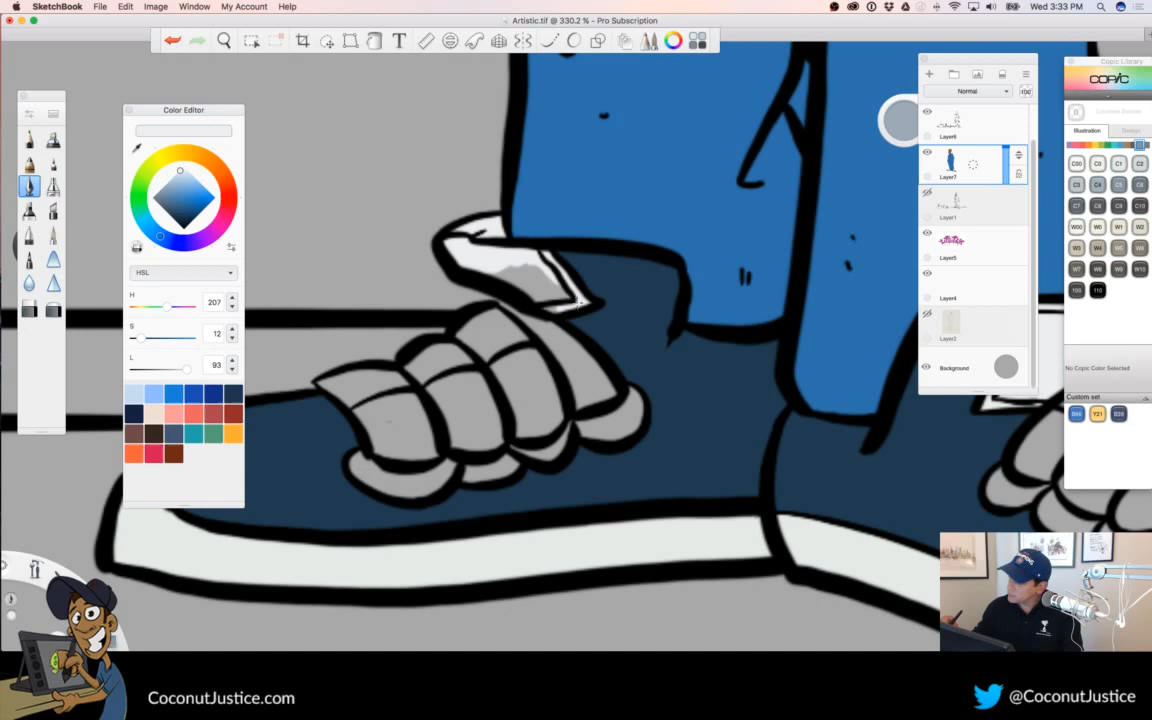 SketchBook File Edit Image Window My Account Help
Wed 3:33 PM
Artistic.tif @ 330.2 % - Pro Subscription
Color Editor
HSL
H 207
S 12
L 93
Normal
Layer6
Layer7
Layer1
Layer5
Layer4
Layer2
Background
Copic Library
COPIC
Illustration Design
C00 C0 C1 C2
C3 C4 C5 C6
C7 C8 C9 C10
W00 W0 W1 W2
W3 W4 W5 W6
W7 W8 W9 W10
100 110
No Copic Color Selected
Custom set
Y21
CoconutJustice.com
@CoconutJustice